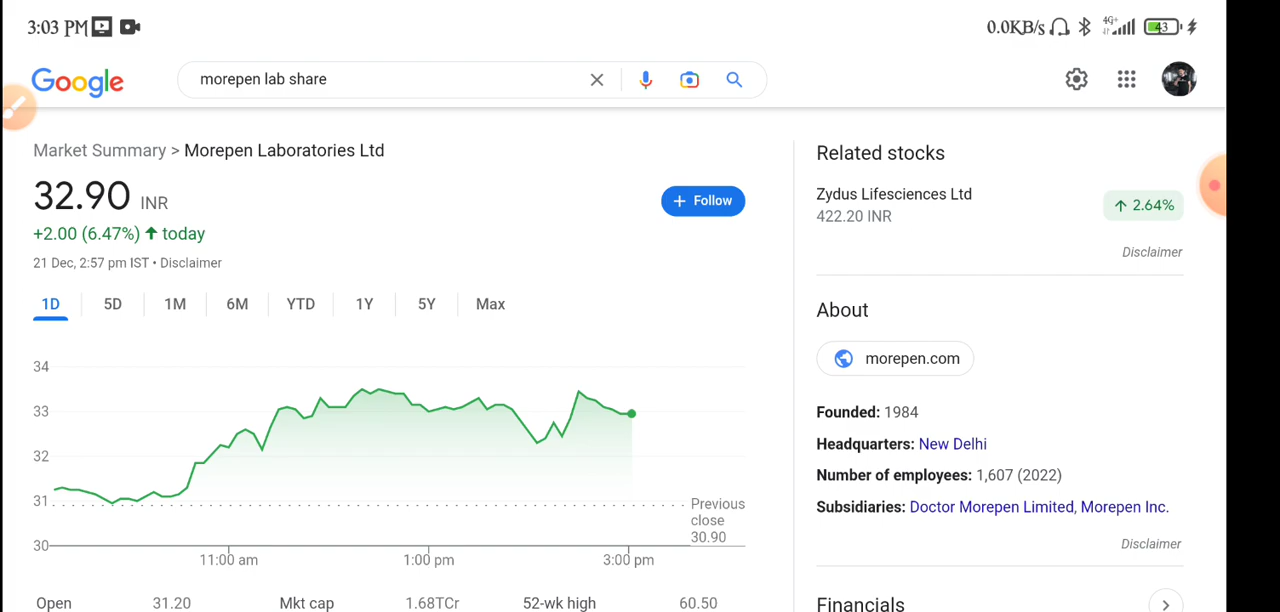 3:03 PM
0.0KB/s 4G+ 43
Google
morepen lab share
Market Summary > Morepen Laboratories Ltd
32.90 INR
+ Follow
+2.00 (6.47%) ↑ today
21 Dec, 2:57 pm IST • Disclaimer
1D 5D 1M 6M YTD 1Y 5Y Max
34
33
32
31
30
Previous
close
30.90
11:00 am 1:00 pm 3:00 pm
Open 31.20 Mkt cap 1.68TCr 52-wk high 60.50
Related stocks
Zydus Lifesciences Ltd
422.20 INR
↑ 2.64%
Disclaimer
About
morepen.com
Founded: 1984
Headquarters: New Delhi
Number of employees: 1,607 (2022)
Subsidiaries: Doctor Morepen Limited, Morepen Inc.
Disclaimer
Financials